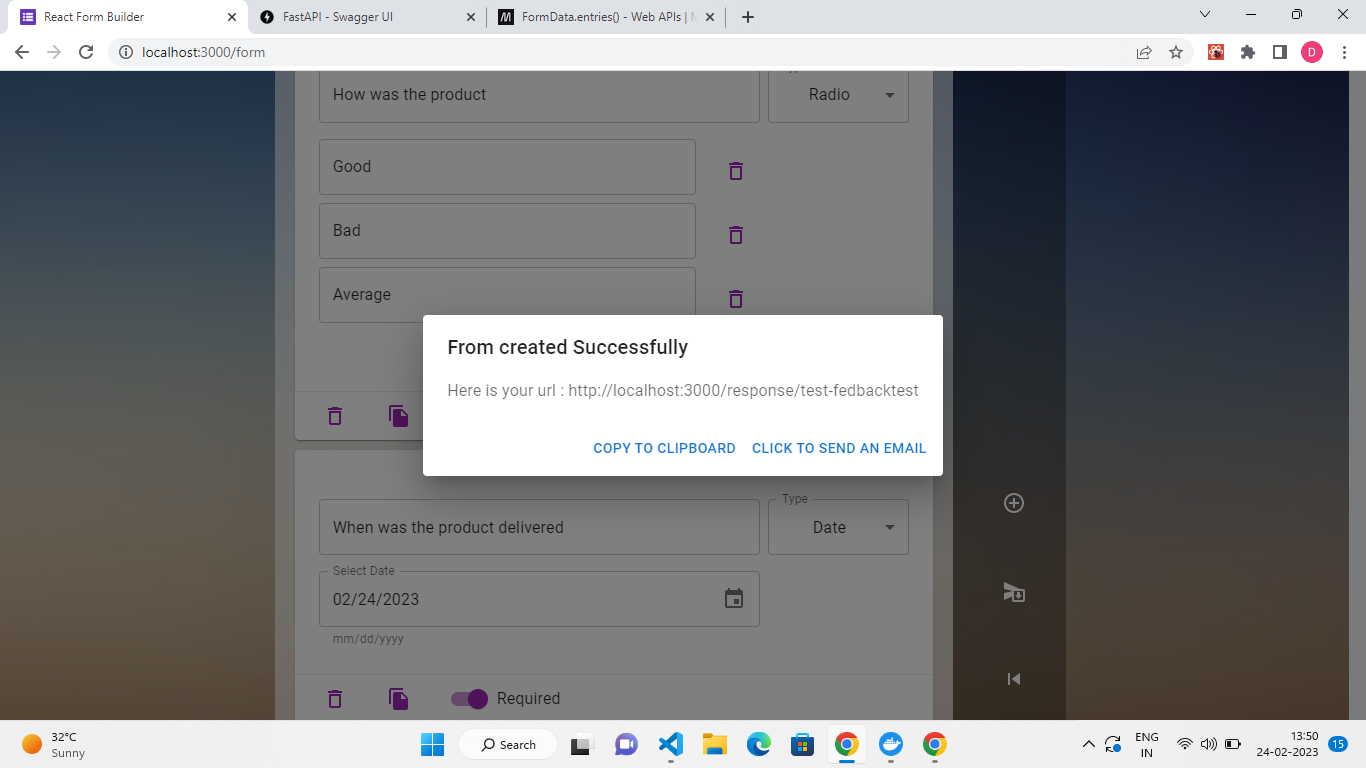 React Form Builder
FastAPI - Swagger UI
FormData.entries() - Web APIs |
localhost:3000/form
D
How was the product
Radio
Good
Bad
Average
From created Successfully
Here is your url : http://localhost:3000/response/test-fedbacktest
COPY TO CLIPBOARD
CLICK TO SEND AN EMAIL
Type
When was the product delivered
Date
Select Date
02/24/2023
mm/dd/yyyy
Required
32°C
Sunny
Search
ENG
IN
13:50
24-02-2023
15